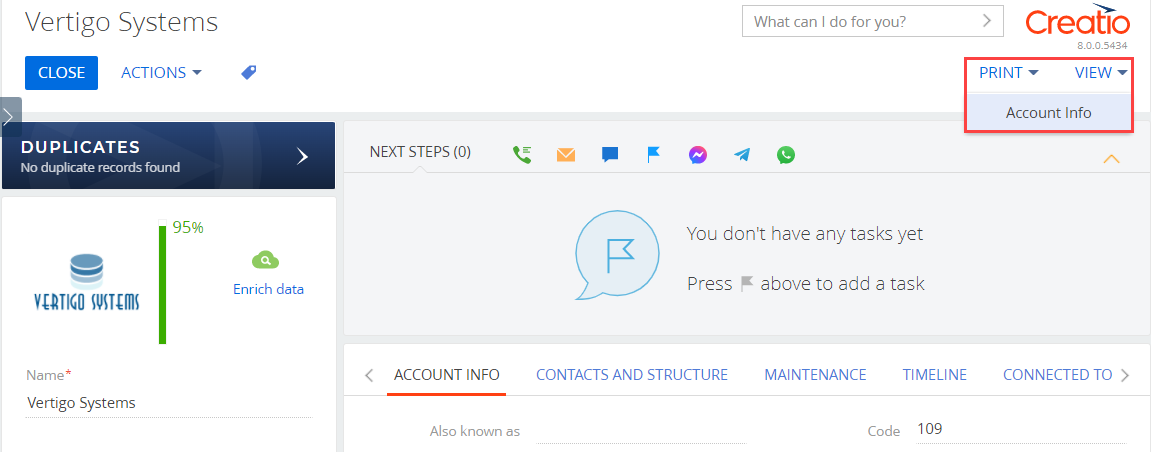 Vertigo Systems
What can I do for you?
Creatio
8.0.0.5434
CLOSE ACTIONS PRINT VIEW
Account Info
DUPLICATES
No duplicate records found
NEXT STEPS (0)
95%
Enrich data
VERTIGO SYSTEMS
You don't have any tasks yet
Press above to add a task
Name*
Vertigo Systems
ACCOUNT INFO CONTACTS AND STRUCTURE MAINTENANCE TIMELINE CONNECTED TO
Also known as Code 109